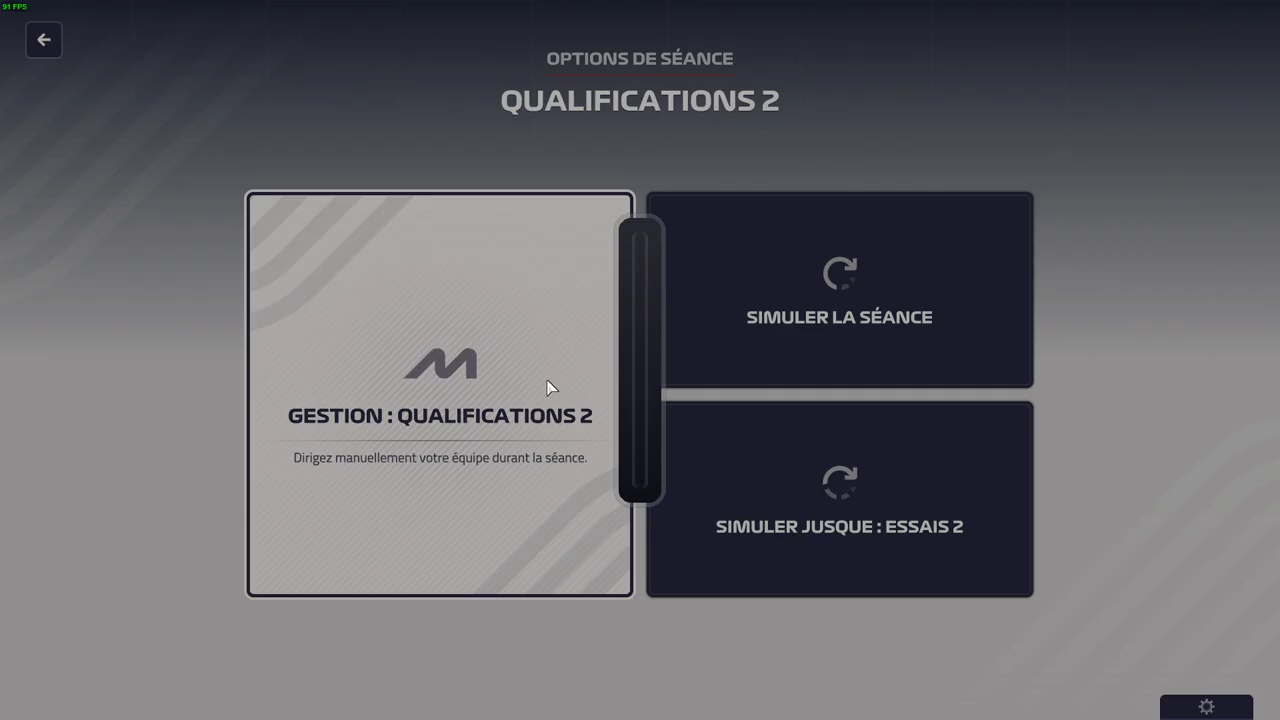 91 FPS
OPTIONS DE SÉANCE
QUALIFICATIONS 2
GESTION : QUALIFICATIONS 2
Dirigez manuellement votre équipe durant la séance.
SIMULER LA SÉANCE
SIMULER JUSQUE : ESSAIS 2